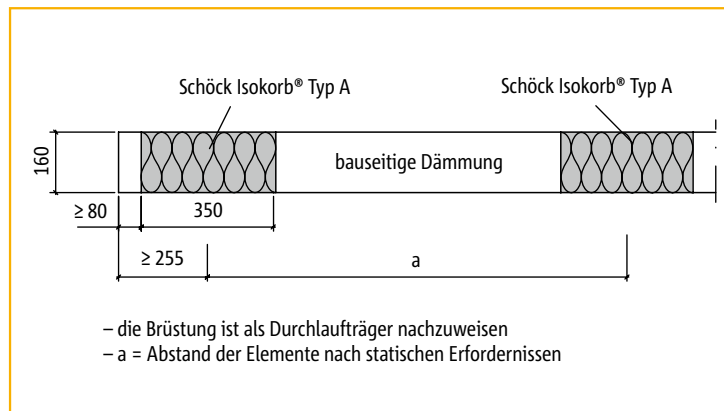 Schöck Isokorb® Typ A
Schöck Isokorb® Typ A
160
bauseitige Dämmung
≥ 80
350
≥ 255
a
– die Brüstung ist als Durchlaufträger nachzuweisen
– a = Abstand der Elemente nach statischen Erfordernissen